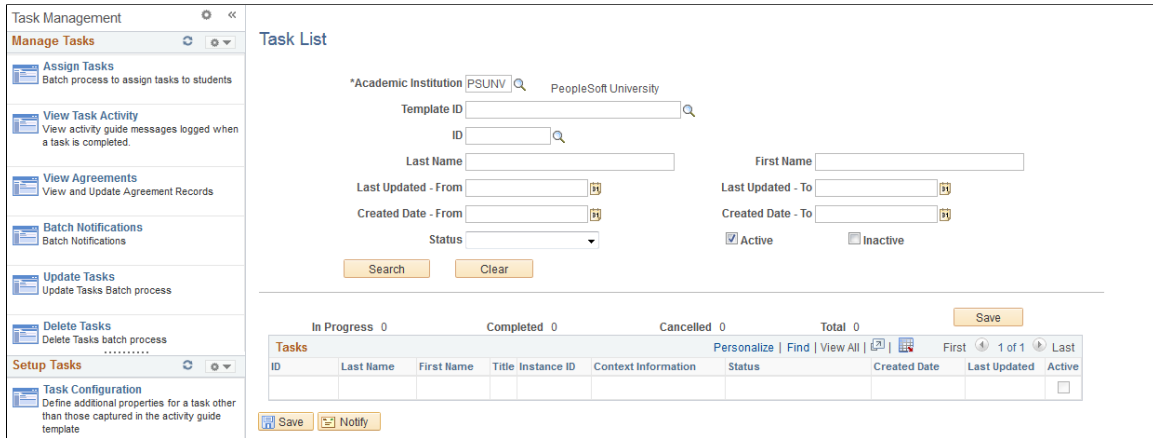 Task Management
Manage Tasks
Assign Tasks
Batch process to assign tasks to students
View Task Activity
View activity guide messages logged when
a task is completed.
View Agreements
View and Update Agreement Records
Batch Notifications
Batch Notifications
Update Tasks
Update Tasks Batch process
Delete Tasks
Delete Tasks batch process
Setup Tasks
Task Configuration
Define additional properties for a task other
than those captured in the activity guide
template
Task List
*Academic Institution PSUNV PeopleSoft University
Template ID
ID
Last Name First Name
Last Updated - From Last Updated - To
Created Date - From Created Date - To
Status Active Inactive
Search Clear
Save
In Progress 0 Completed 0 Cancelled 0 Total 0
Tasks Personalize | Find | View All | | First 1 of 1 Last
ID Last Name First Name Title Instance ID Context Information Status Created Date Last Updated Active
Save Notify